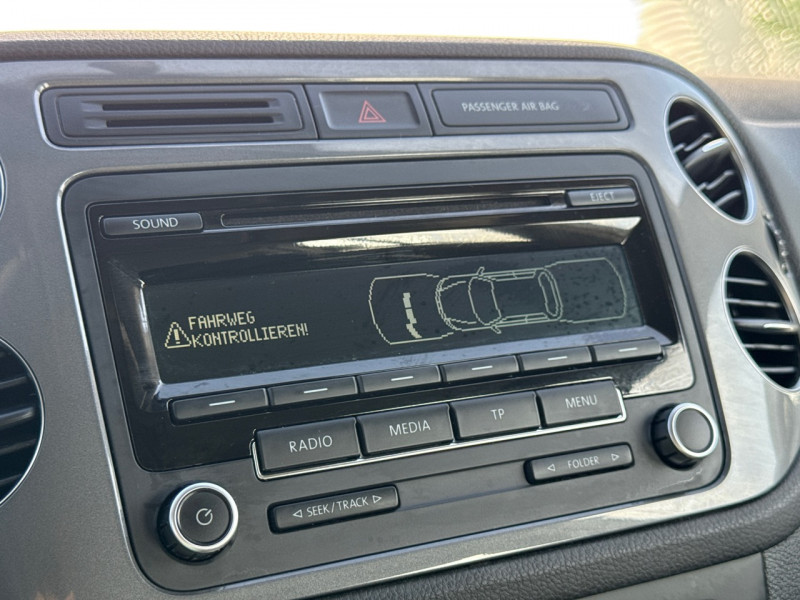 PASSENGER AIR BAG
SOUND
EJECT
FAHRWEG
KONTROLLIEREN!
RADIO
MEDIA
TP
MENU
SEEK/TRACK
FOLDER